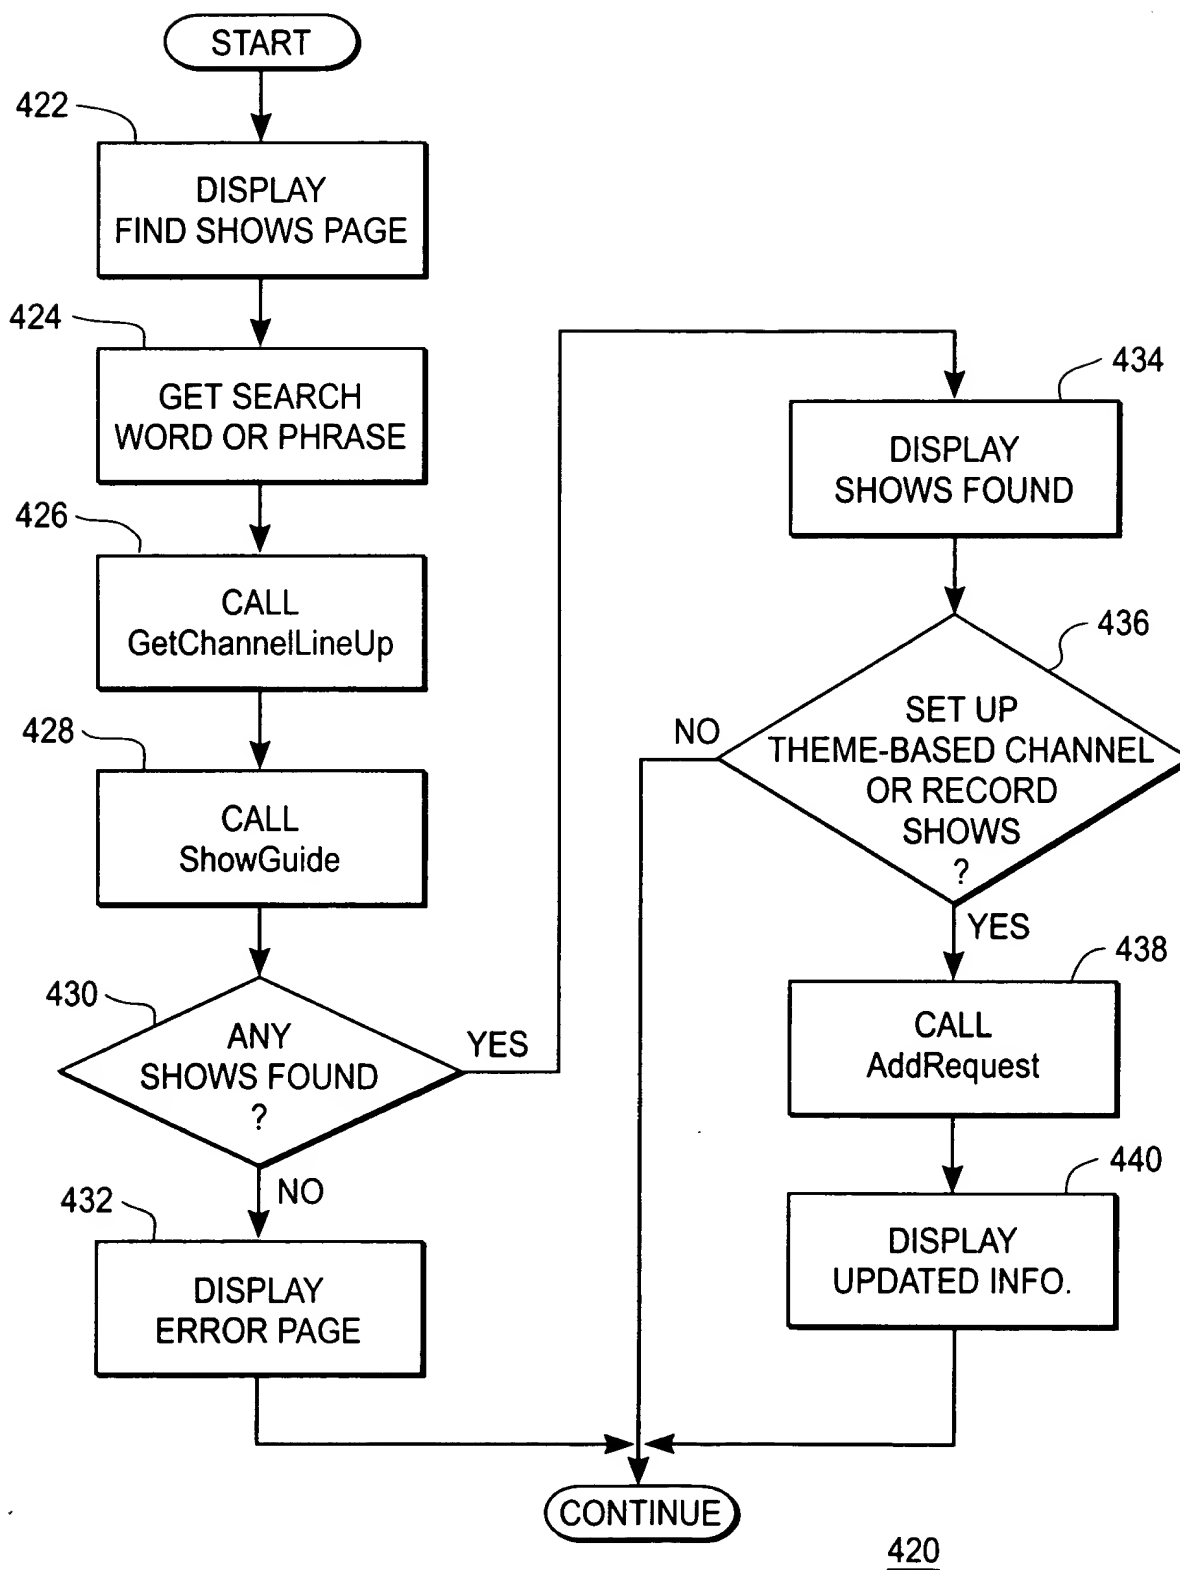 START
422
DISPLAY
FIND SHOWS PAGE
424
GET SEARCH
WORD OR PHRASE
426
CALL
GetChannelLineUp
428
CALL
ShowGuide
430
ANY
SHOWS FOUND
?
YES
NO
432
DISPLAY
ERROR PAGE
434
DISPLAY
SHOWS FOUND
436
SET UP
THEME-BASED CHANNEL
OR RECORD
SHOWS
?
NO
YES
438
CALL
AddRequest
440
DISPLAY
UPDATED INFO.
CONTINUE
420